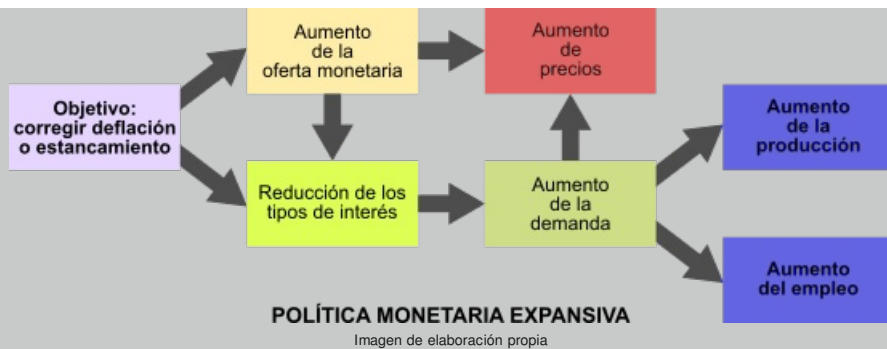 Aumento
de la
oferta monetaria
Aumento
de
precios
Objetivo:
corregir deflación
o estancamiento
Aumento
de la
producción
Reducción de los
tipos de interés
Aumento
de la
demanda
Aumento
del empleo
POLÍTICA MONETARIA EXPANSIVA
Imagen de elaboración propia